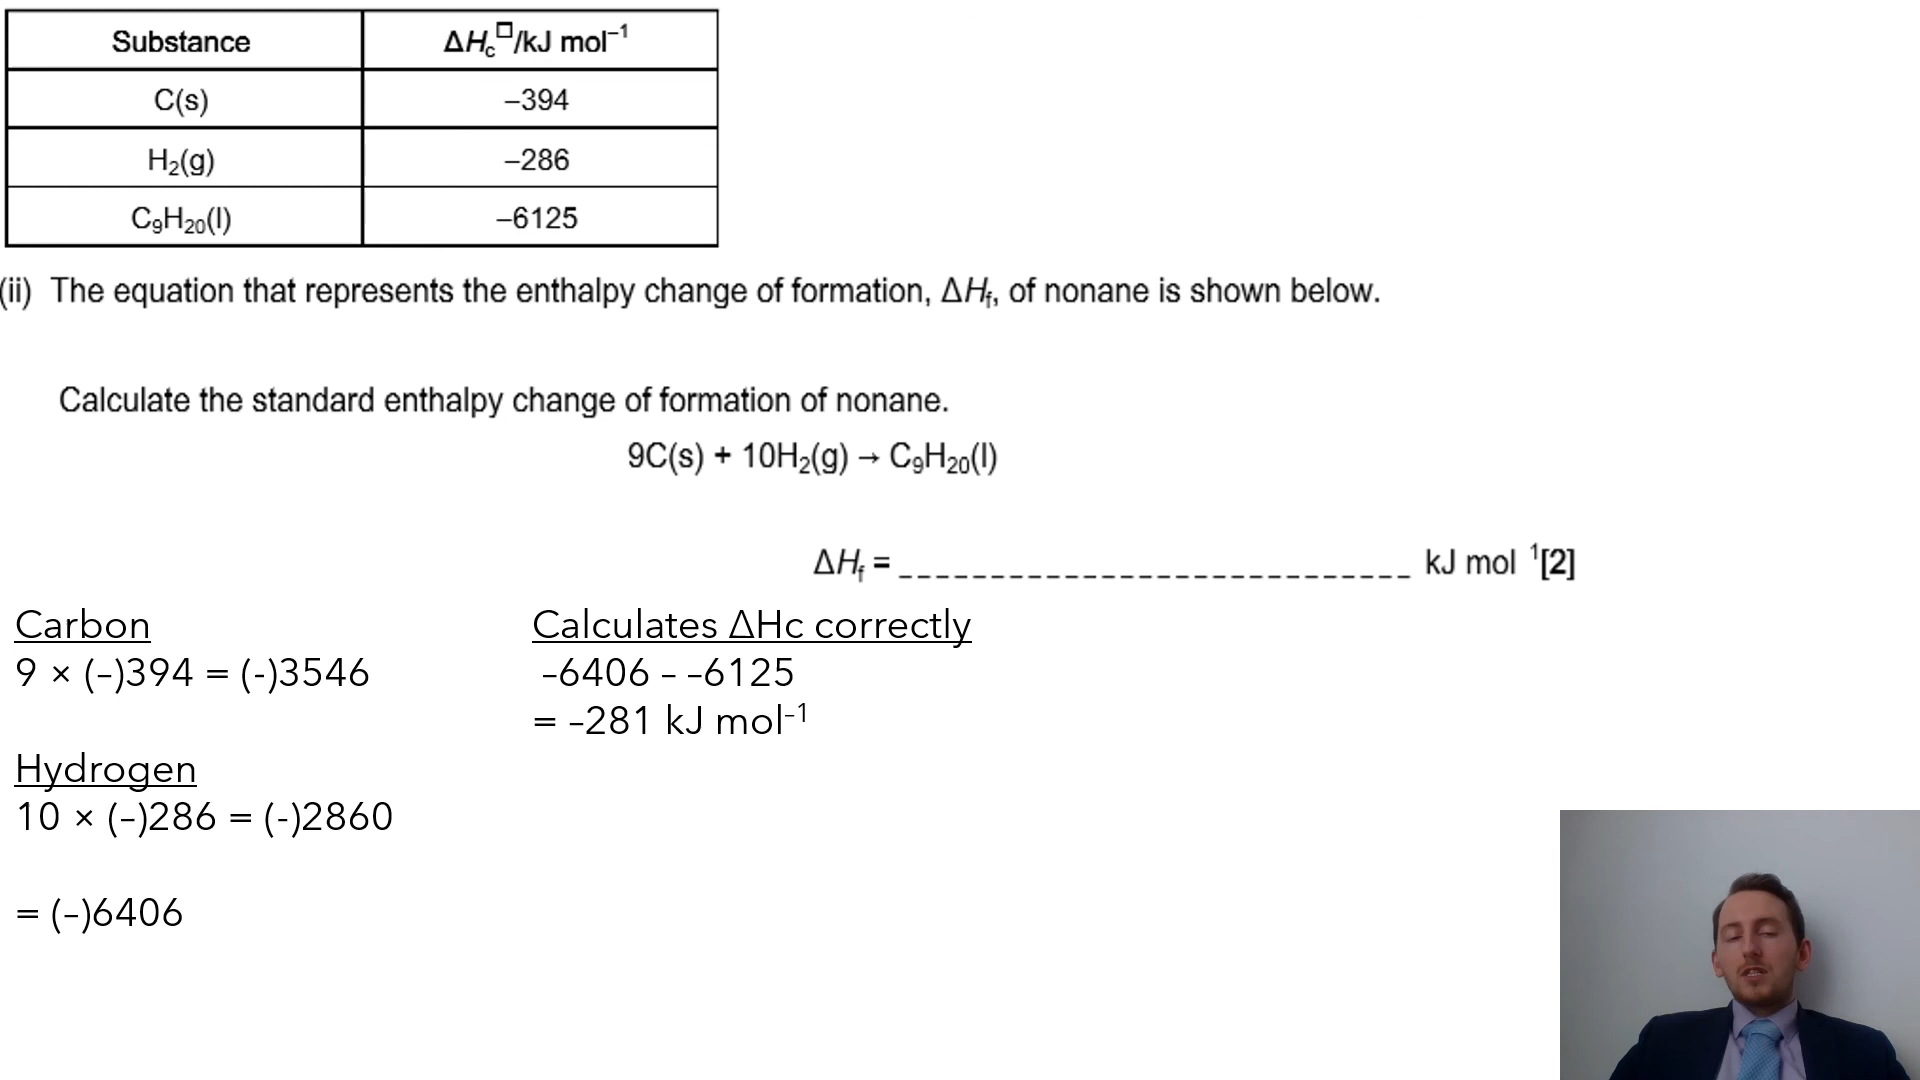 Substance ΔHc□/kJ mol–1
C(s) –394
H2(g) –286
C9H20(l) –6125
(ii) The equation that represents the enthalpy change of formation, ΔHf, of nonane is shown below.
Calculate the standard enthalpy change of formation of nonane.
9C(s) + 10H2(g) → C9H20(l)
ΔHf = ____________________________ kJ mol 1[2]
Carbon
9 × (–)394 = (-)3546
Hydrogen
10 × (–)286 = (-)2860
= (–)6406
Calculates ΔHc correctly
–6406 – –6125
= –281 kJ mol–1